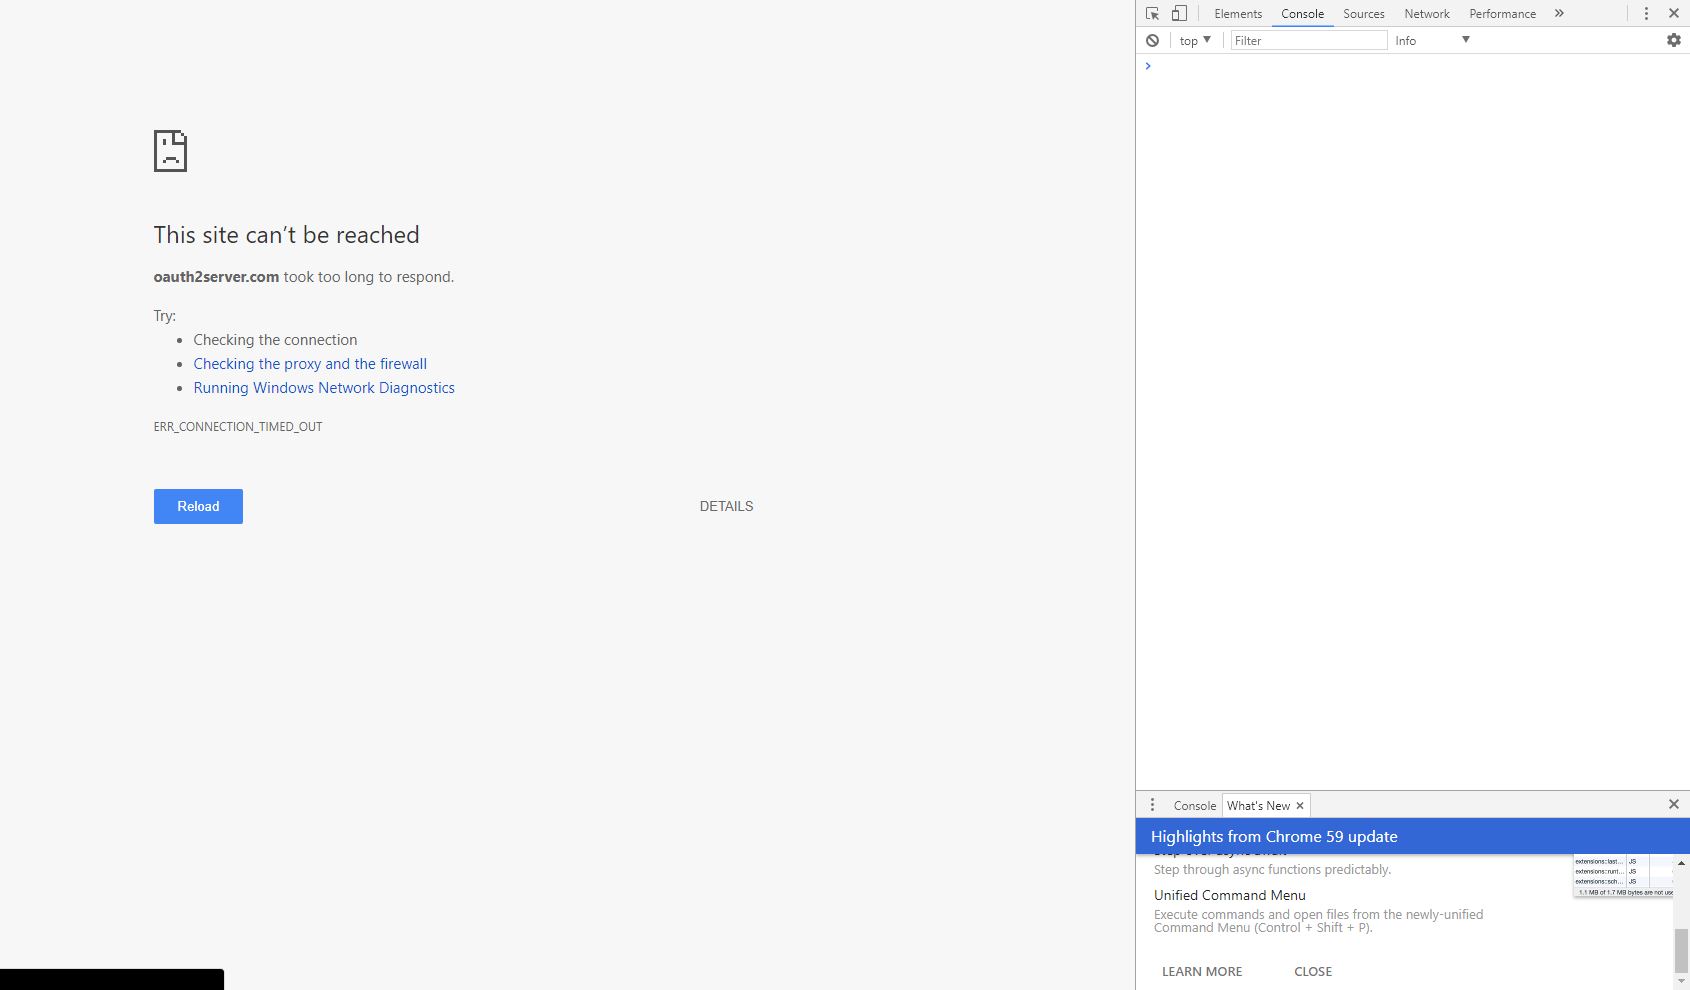 This site can’t be reached
oauth2server.com took too long to respond.
Try:
Checking the connection
Checking the proxy and the firewall
Running Windows Network Diagnostics
ERR_CONNECTION_TIMED_OUT
Reload
DETAILS
Elements Console Sources Network Performance
top Filter Info
Console What's New
Highlights from Chrome 59 update
Step through async functions predictably.
Unified Command Menu
Execute commands and open files from the newly-unified
Command Menu (Control + Shift + P).
extensions::last... JS
extensions::runt... JS
extensions::sch... JS
1.1 MB of 1.7 MB bytes are not use
LEARN MORE CLOSE